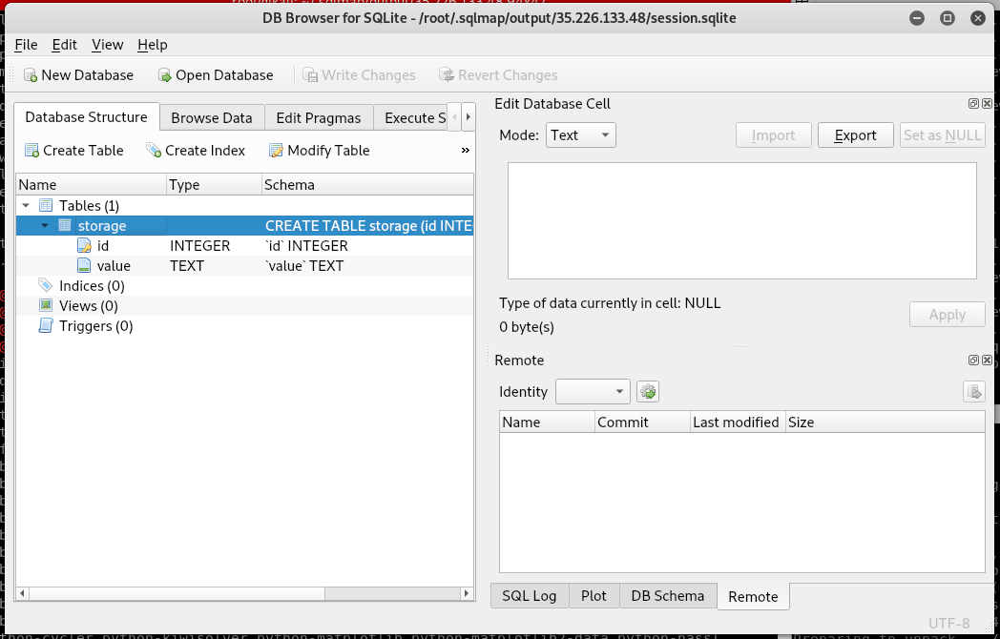 DB Browser for SQLite - /root/.sqlmap/output/35.226.133.48/session.sqlite
File Edit View Help
New Database Open Database Write Changes Revert Changes
Database Structure Browse Data Edit Pragmas Execute S
Create Table Create Index Modify Table »
Name Type Schema
Tables (1)
storage CREATE TABLE storage (id INTE
id INTEGER `id` INTEGER
value TEXT `value` TEXT
Indices (0)
Views (0)
Triggers (0)
Edit Database Cell
Mode: Text Import Export Set as NULL
Type of data currently in cell: NULL
0 byte(s)
Apply
Remote
Identity
Name Commit Last modified Size
SQL Log Plot DB Schema Remote
UTF-8